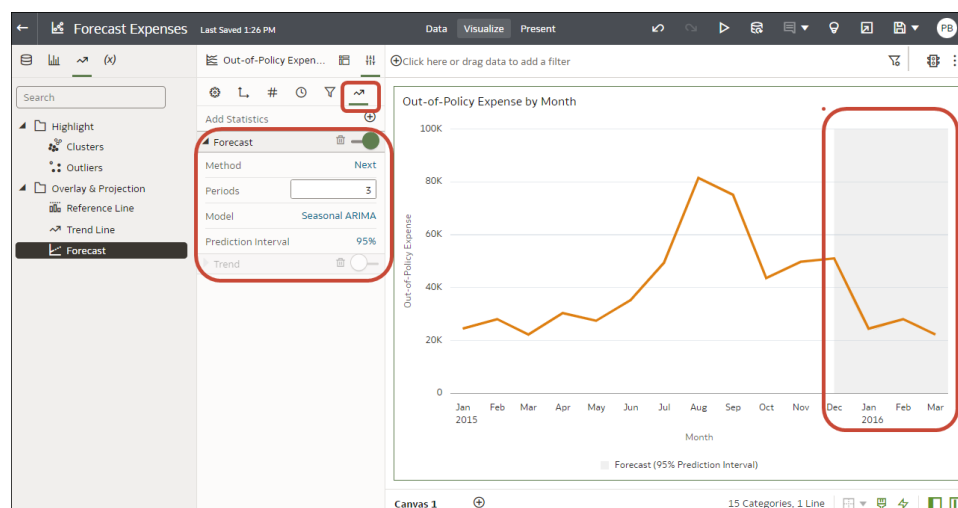 Forecast Expenses Last Saved 1:26 PM Data Visualize Present PB
(x) Out-of-Policy Expen... Click here or drag data to add a filter
Search
Highlight
Clusters
Outliers
Overlay & Projection
Reference Line
Trend Line
Forecast
#
Add Statistics
Forecast
Method Next
Periods 3
Model Seasonal ARIMA
Prediction Interval 95%
Trend
Out-of-Policy Expense by Month
Out-of-Policy Expense
100K
80K
60K
40K
20K
0
Jan Feb Mar Apr May Jun Jul Aug Sep Oct Nov Dec Jan Feb Mar
2015 2016
Month
Forecast (95% Prediction Interval)
Canvas 1 15 Categories, 1 Line